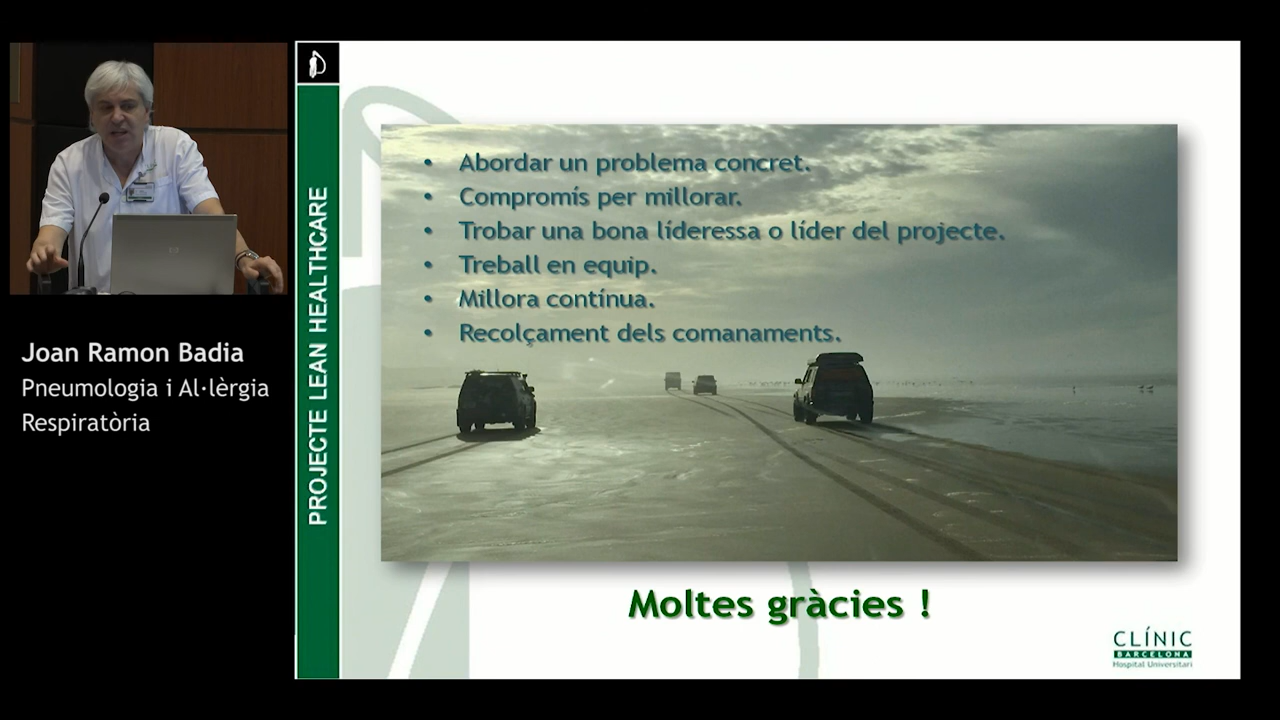 Joan Ramon Badia
Pneumologia i Al·lèrgia
Respiratòria
PROJECTE LEAN HEALTHCARE
• Abordar un problema concret.
• Compromís per millorar.
• Trobar una bona líderessa o líder del projecte.
• Treball en equip.
• Millora contínua.
• Recolçament dels comanaments.
Moltes gràcies !
CLÍNIC
BARCELONA
Hospital Universitari